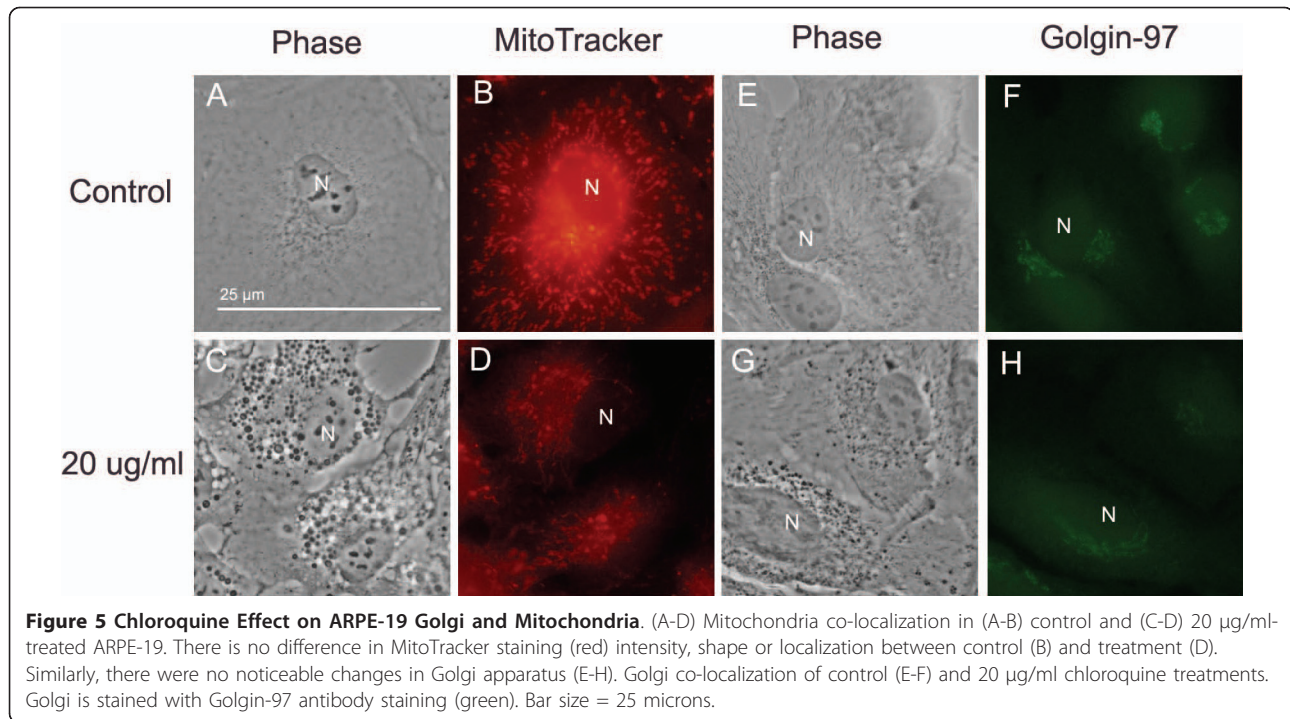 Phase MitoTracker Phase Golgin-97
Control
A N 25 µm
B N
E N
F N
20 ug/ml
C N
D N
G N
H N
Figure 5 Chloroquine Effect on ARPE-19 Golgi and Mitochondria. (A-D) Mitochondria co-localization in (A-B) control and (C-D) 20 µg/ml-
treated ARPE-19. There is no difference in MitoTracker staining (red) intensity, shape or localization between control (B) and treatment (D).
Similarly, there were no noticeable changes in Golgi apparatus (E-H). Golgi co-localization of control (E-F) and 20 µg/ml chloroquine treatments.
Golgi is stained with Golgin-97 antibody staining (green). Bar size = 25 microns.